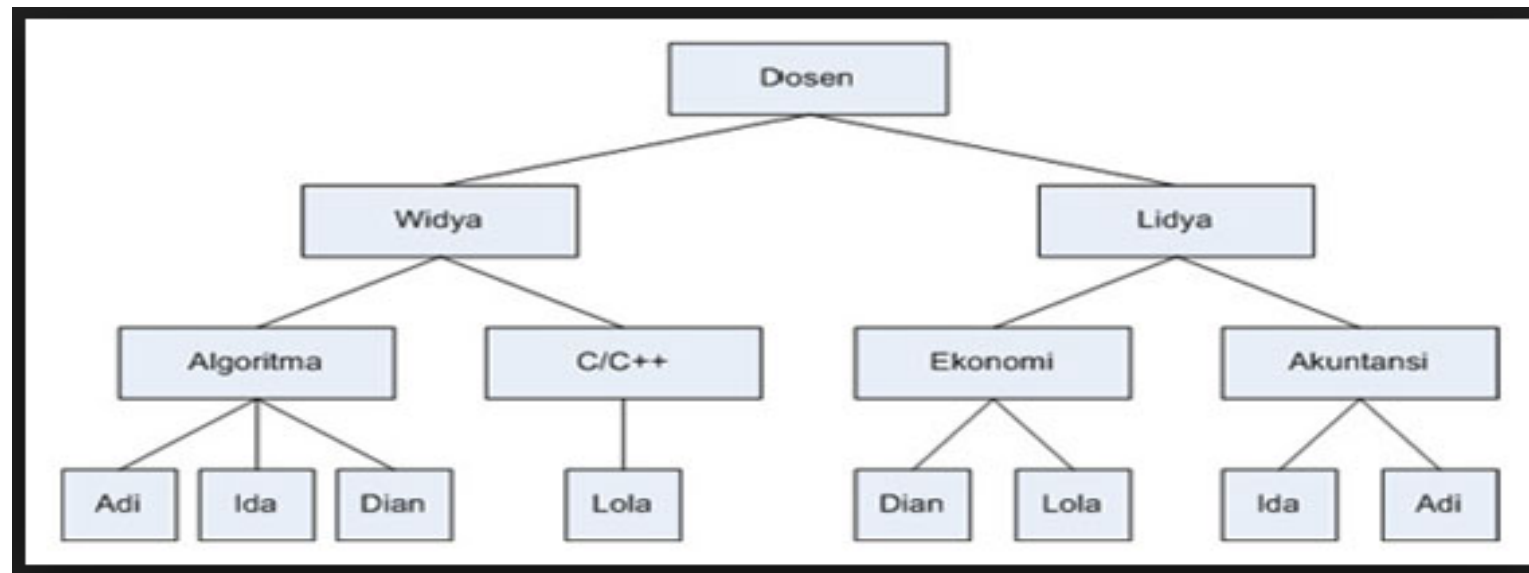 Dosen
Widya
Lidya
Algoritma
C/C++
Ekonomi
Akuntansi
Adi
Ida
Dian
Lola
Dian
Lola
Ida
Adi